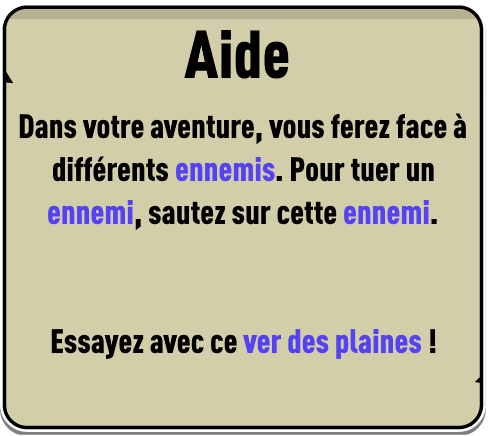 Aide
Dans votre aventure, vous ferez face à
différents ennemis. Pour tuer un
ennemi, sautez sur cette ennemi.
Essayez avec ce ver des plaines !